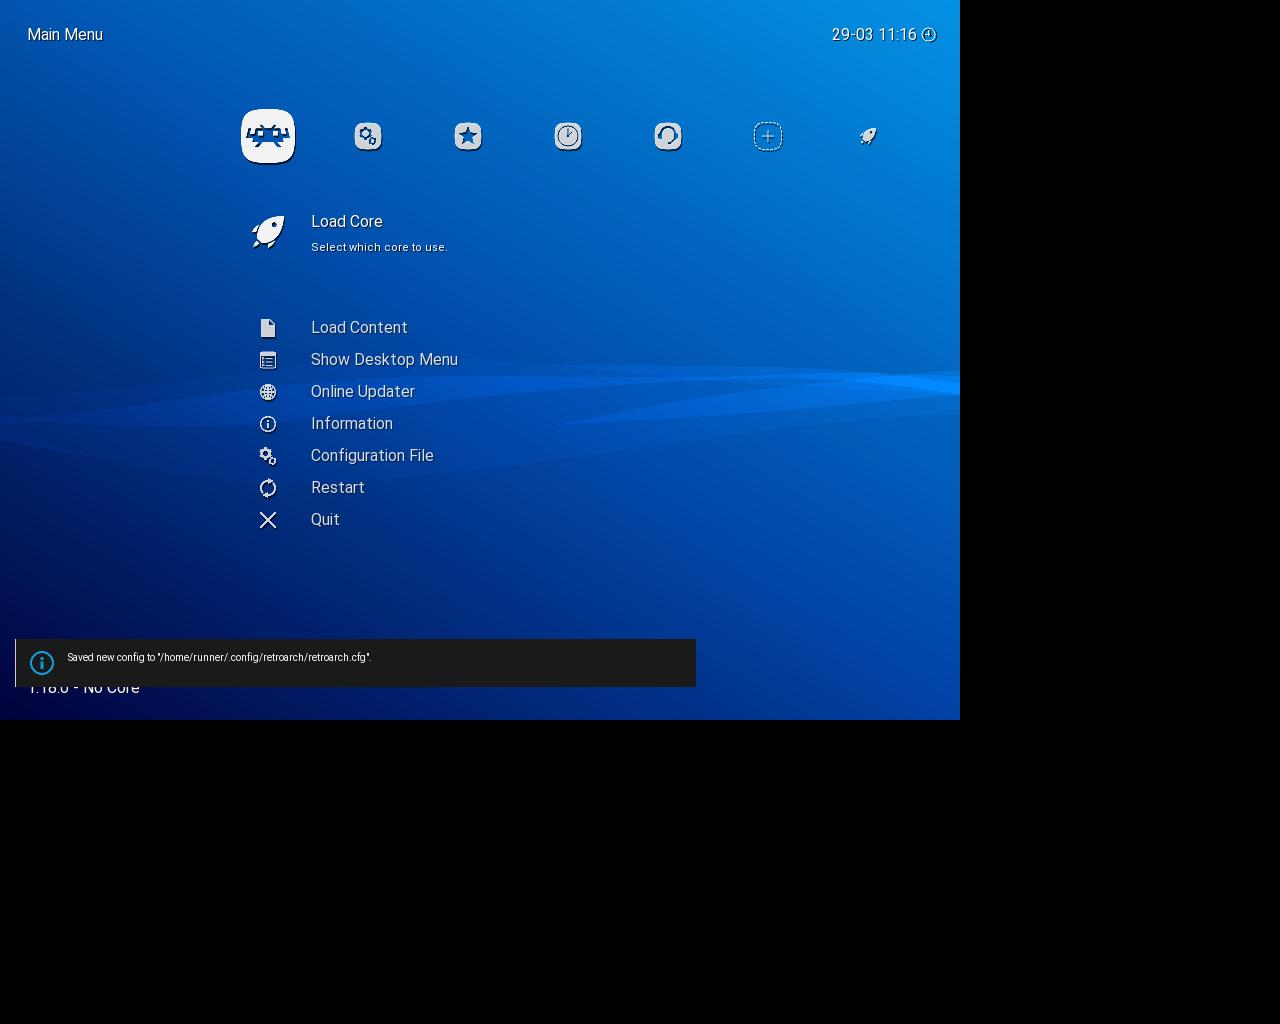 Main Menu
29-03 11:16
Load Core
Select which core to use.
Load Content
Show Desktop Menu
Online Updater
Information
Configuration File
Restart
Quit
Saved new config to "/home/runner/.config/retroarch/retroarch.cfg".
- No Core